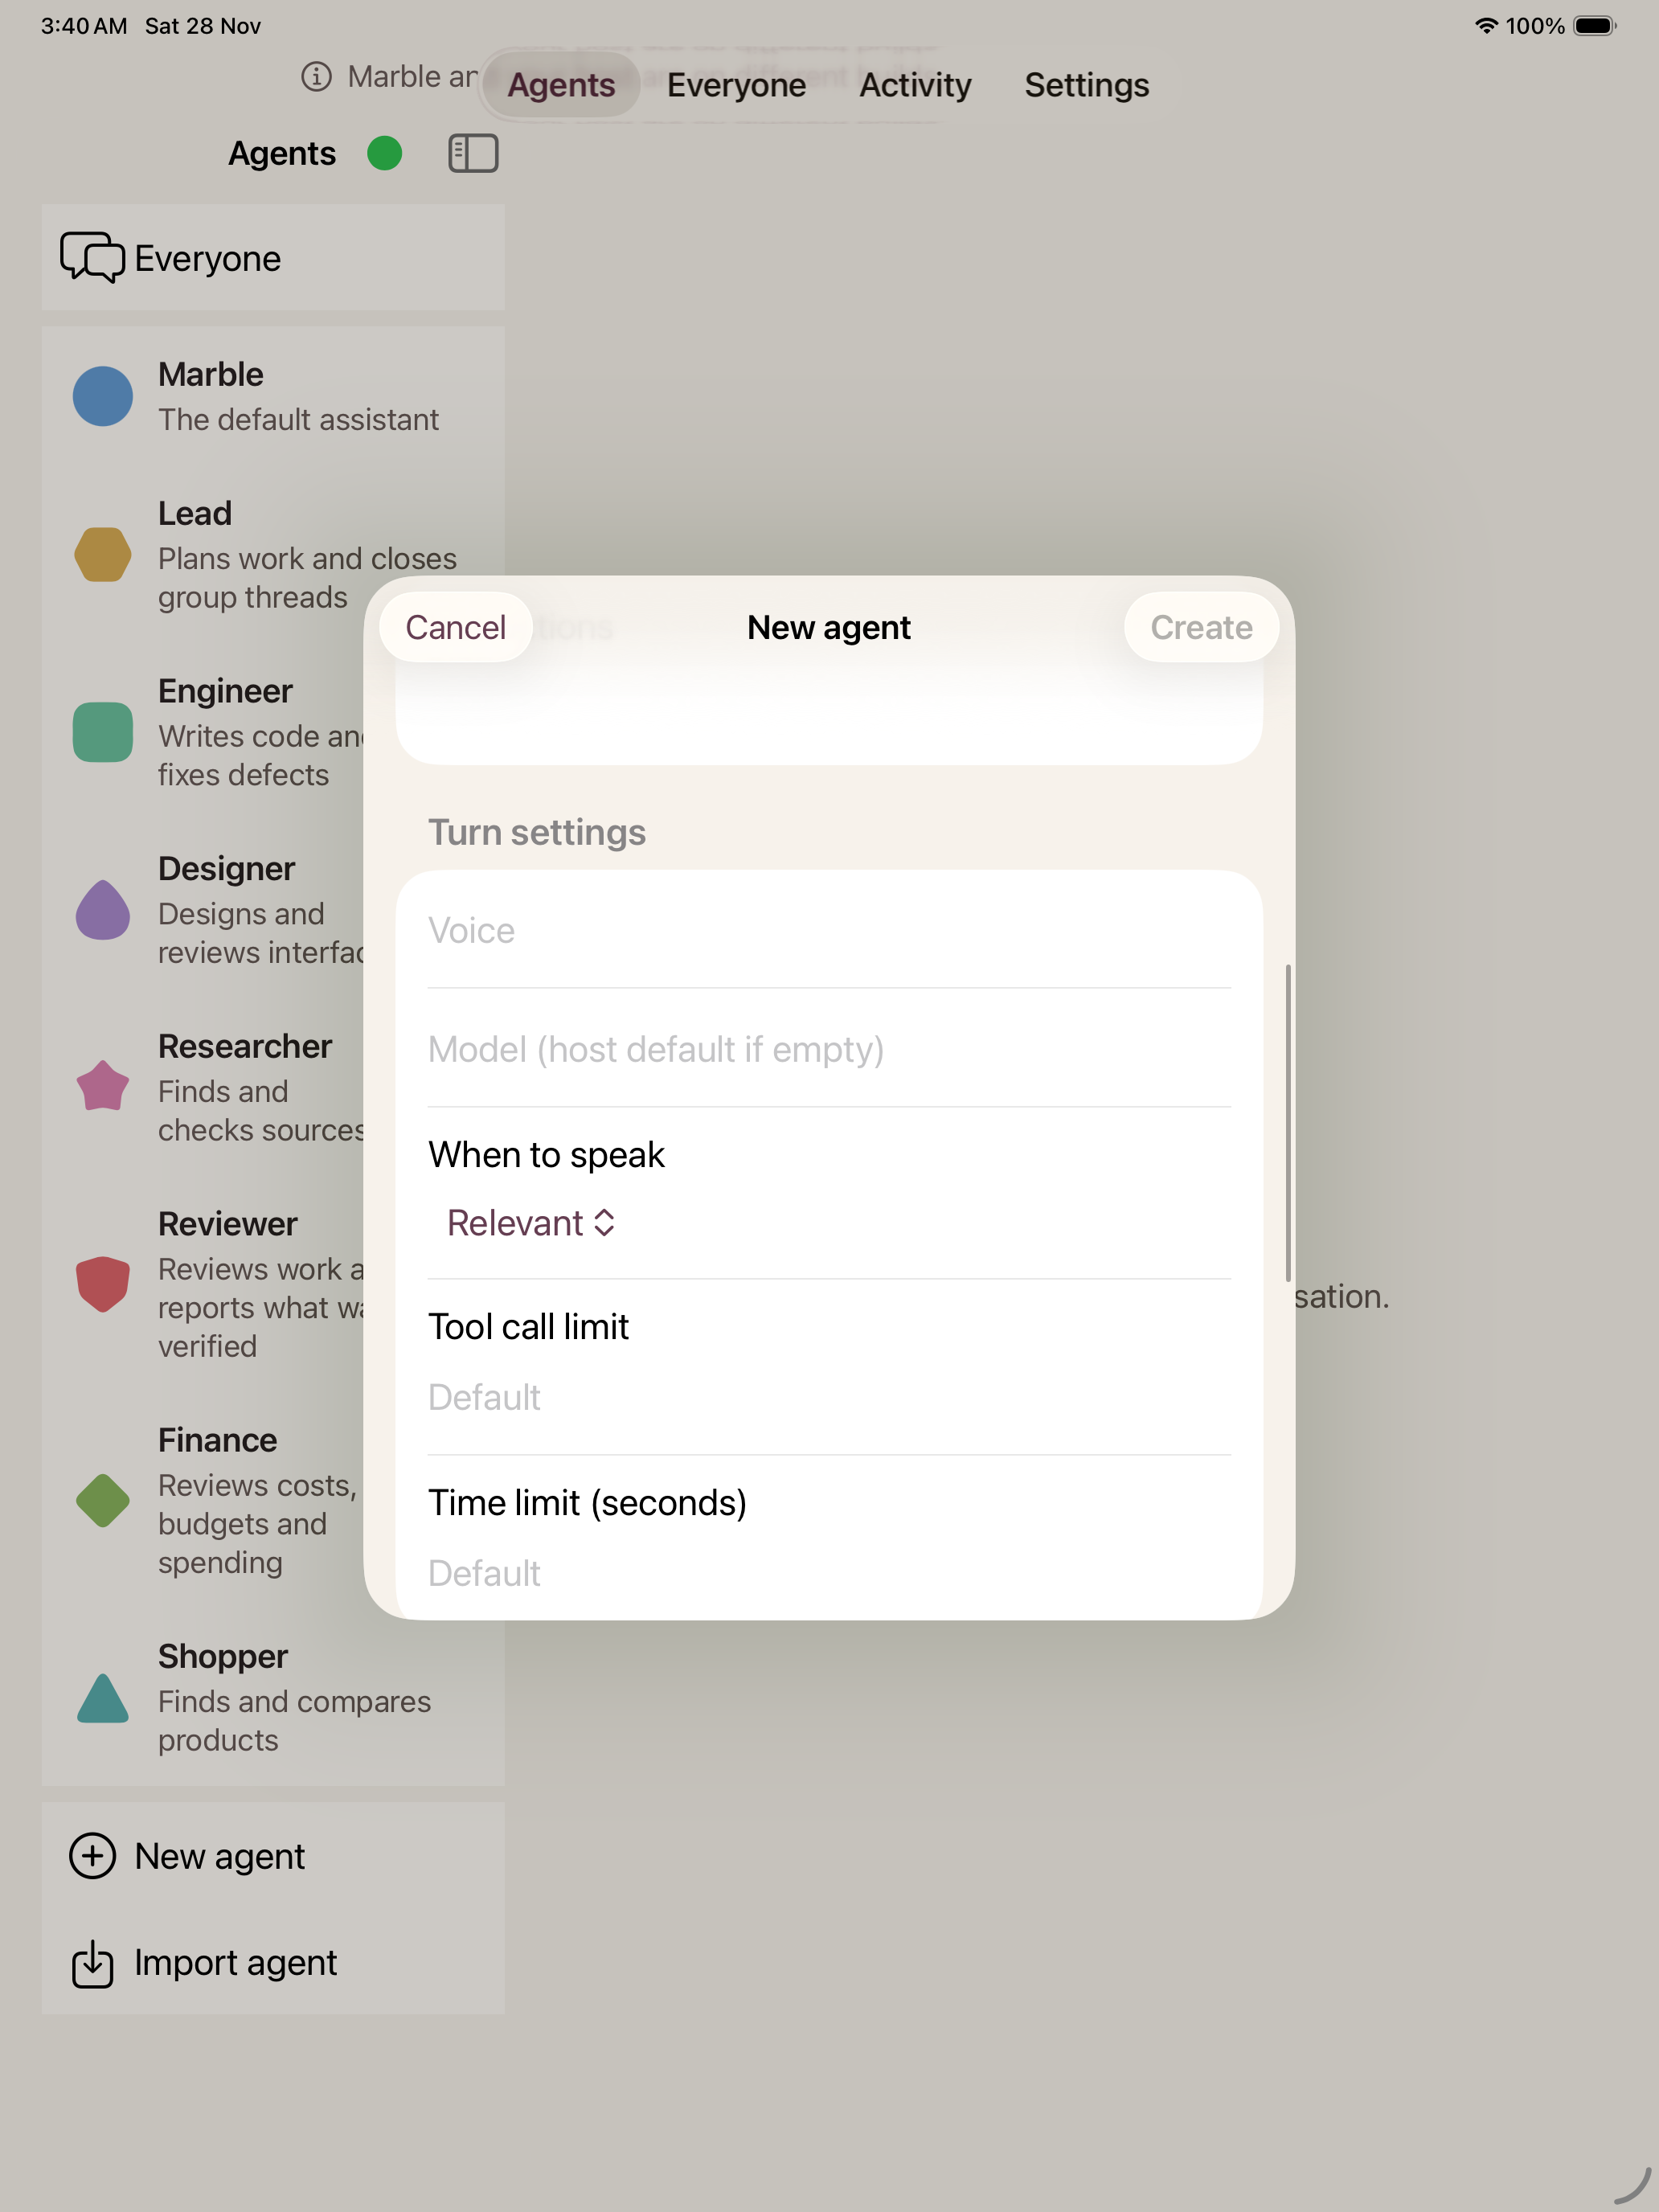 3:40 AM Sat 28 Nov
100%
Marble an
Agents Everyone Activity Settings
Agents
Everyone
Marble
The default assistant
Lead
Plans work and closes
group threads
Engineer
Writes code an
fixes defects
Designer
Designs and
reviews interfac
Researcher
Finds and
checks sources
Reviewer
Reviews work a
reports what wa
verified
Finance
Reviews costs,
budgets and
spending
Shopper
Finds and compares
products
New agent
Import agent
Cancel
New agent
Create
Turn settings
Voice
Model (host default if empty)
When to speak
Relevant
Tool call limit
Default
Time limit (seconds)
Default
sation.